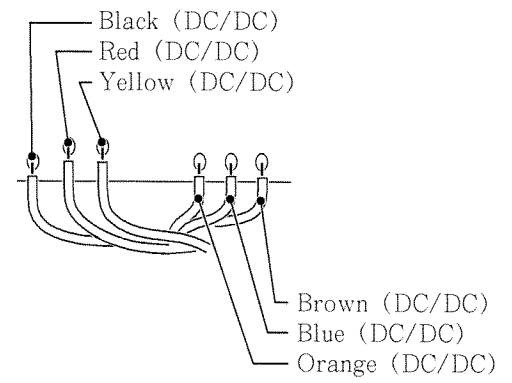 Black (DC/DC)
Red (DC/DC)
Yellow (DC/DC)
Brown (DC/DC)
Blue (DC/DC)
Orange (DC/DC)